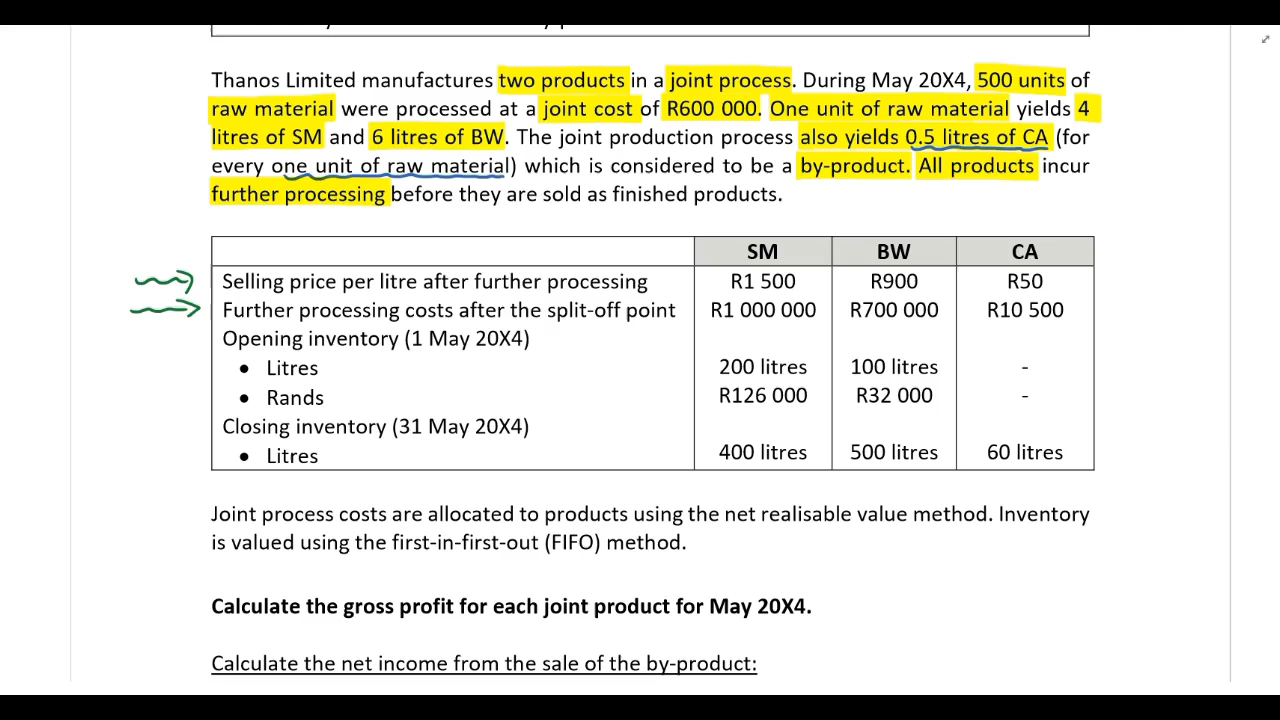 Thanos Limited manufactures two products in a joint process. During May 20X4, 500 units of
raw material were processed at a joint cost of R600 000. One unit of raw material yields 4
litres of SM and 6 litres of BW. The joint production process also yields 0.5 litres of CA (for
every one unit of raw material) which is considered to be a by-product. All products incur
further processing before they are sold as finished products.
SM BW CA
Selling price per litre after further processing R1 500 R900 R50
Further processing costs after the split-off point R1 000 000 R700 000 R10 500
Opening inventory (1 May 20X4)
• Litres 200 litres 100 litres -
• Rands R126 000 R32 000 -
Closing inventory (31 May 20X4)
• Litres 400 litres 500 litres 60 litres
Joint process costs are allocated to products using the net realisable value method. Inventory
is valued using the first-in-first-out (FIFO) method.
Calculate the gross profit for each joint product for May 20X4.
Calculate the net income from the sale of the by-product: